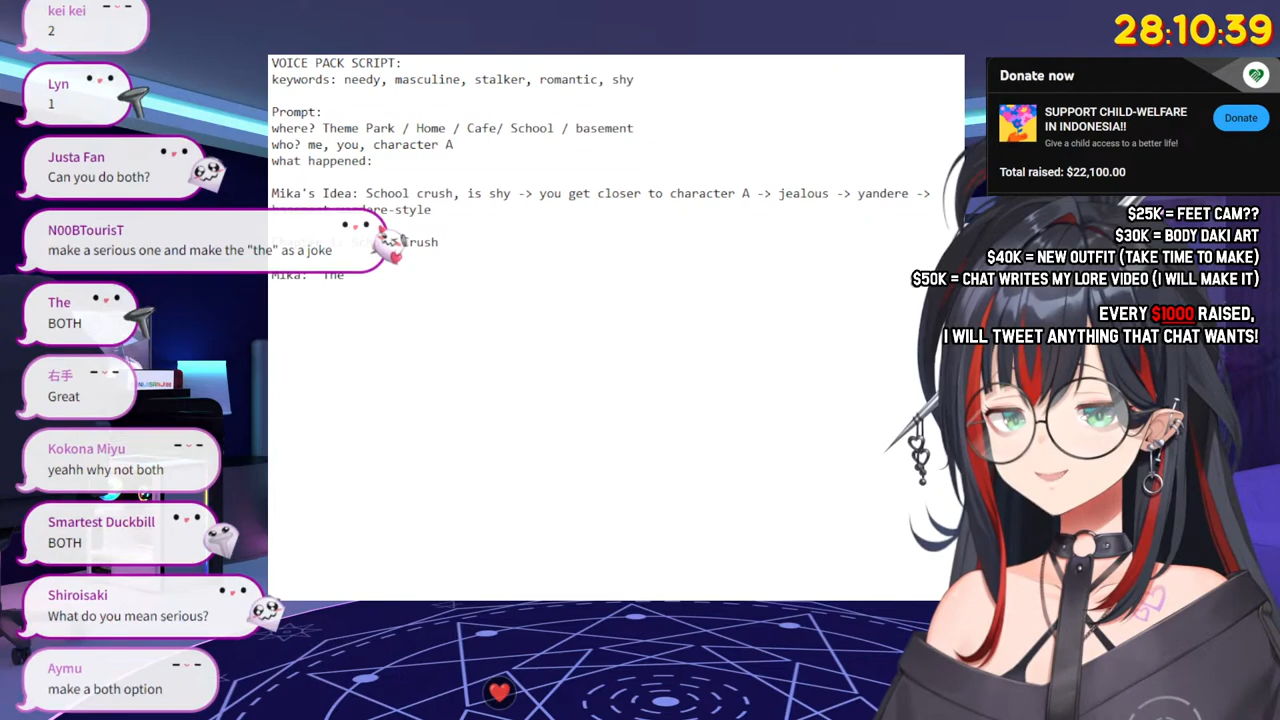 kei kei
2
Lyn
1
Justa Fan
Can you do both?
N00BTourisT
make a serious one and make the "the" as a joke
The
BOTH
右手
Great
Kokona Miyu
yeahh why not both
Smartest Duckbill
BOTH
Shiroisaki
What do you mean serious?
Aymu
make a both option
VOICE PACK SCRIPT:
keywords: needy, masculine, stalker, romantic, shy
Prompt:
where? Theme Park / Home / Cafe/ School / basement
who? me, you, character A
what happened:
Mika's Idea: School crush, is shy -> you get closer to character A -> jealous -> yandere ->
yandere-style
Crush
Mika: "The
28:10:39
Donate now
SUPPORT CHILD-WELFARE
IN INDONESIA!!
Give a child access to a better life!
Donate
Total raised: $22,100.00
$25K = FEET CAM??
$30K = BODY DAKI ART
$40K = NEW OUTFIT (TAKE TIME TO MAKE)
$50K = CHAT WRITES MY LORE VIDEO (I WILL MAKE IT)
EVERY $1000 RAISED,
I WILL TWEET ANYTHING THAT CHAT WANTS!